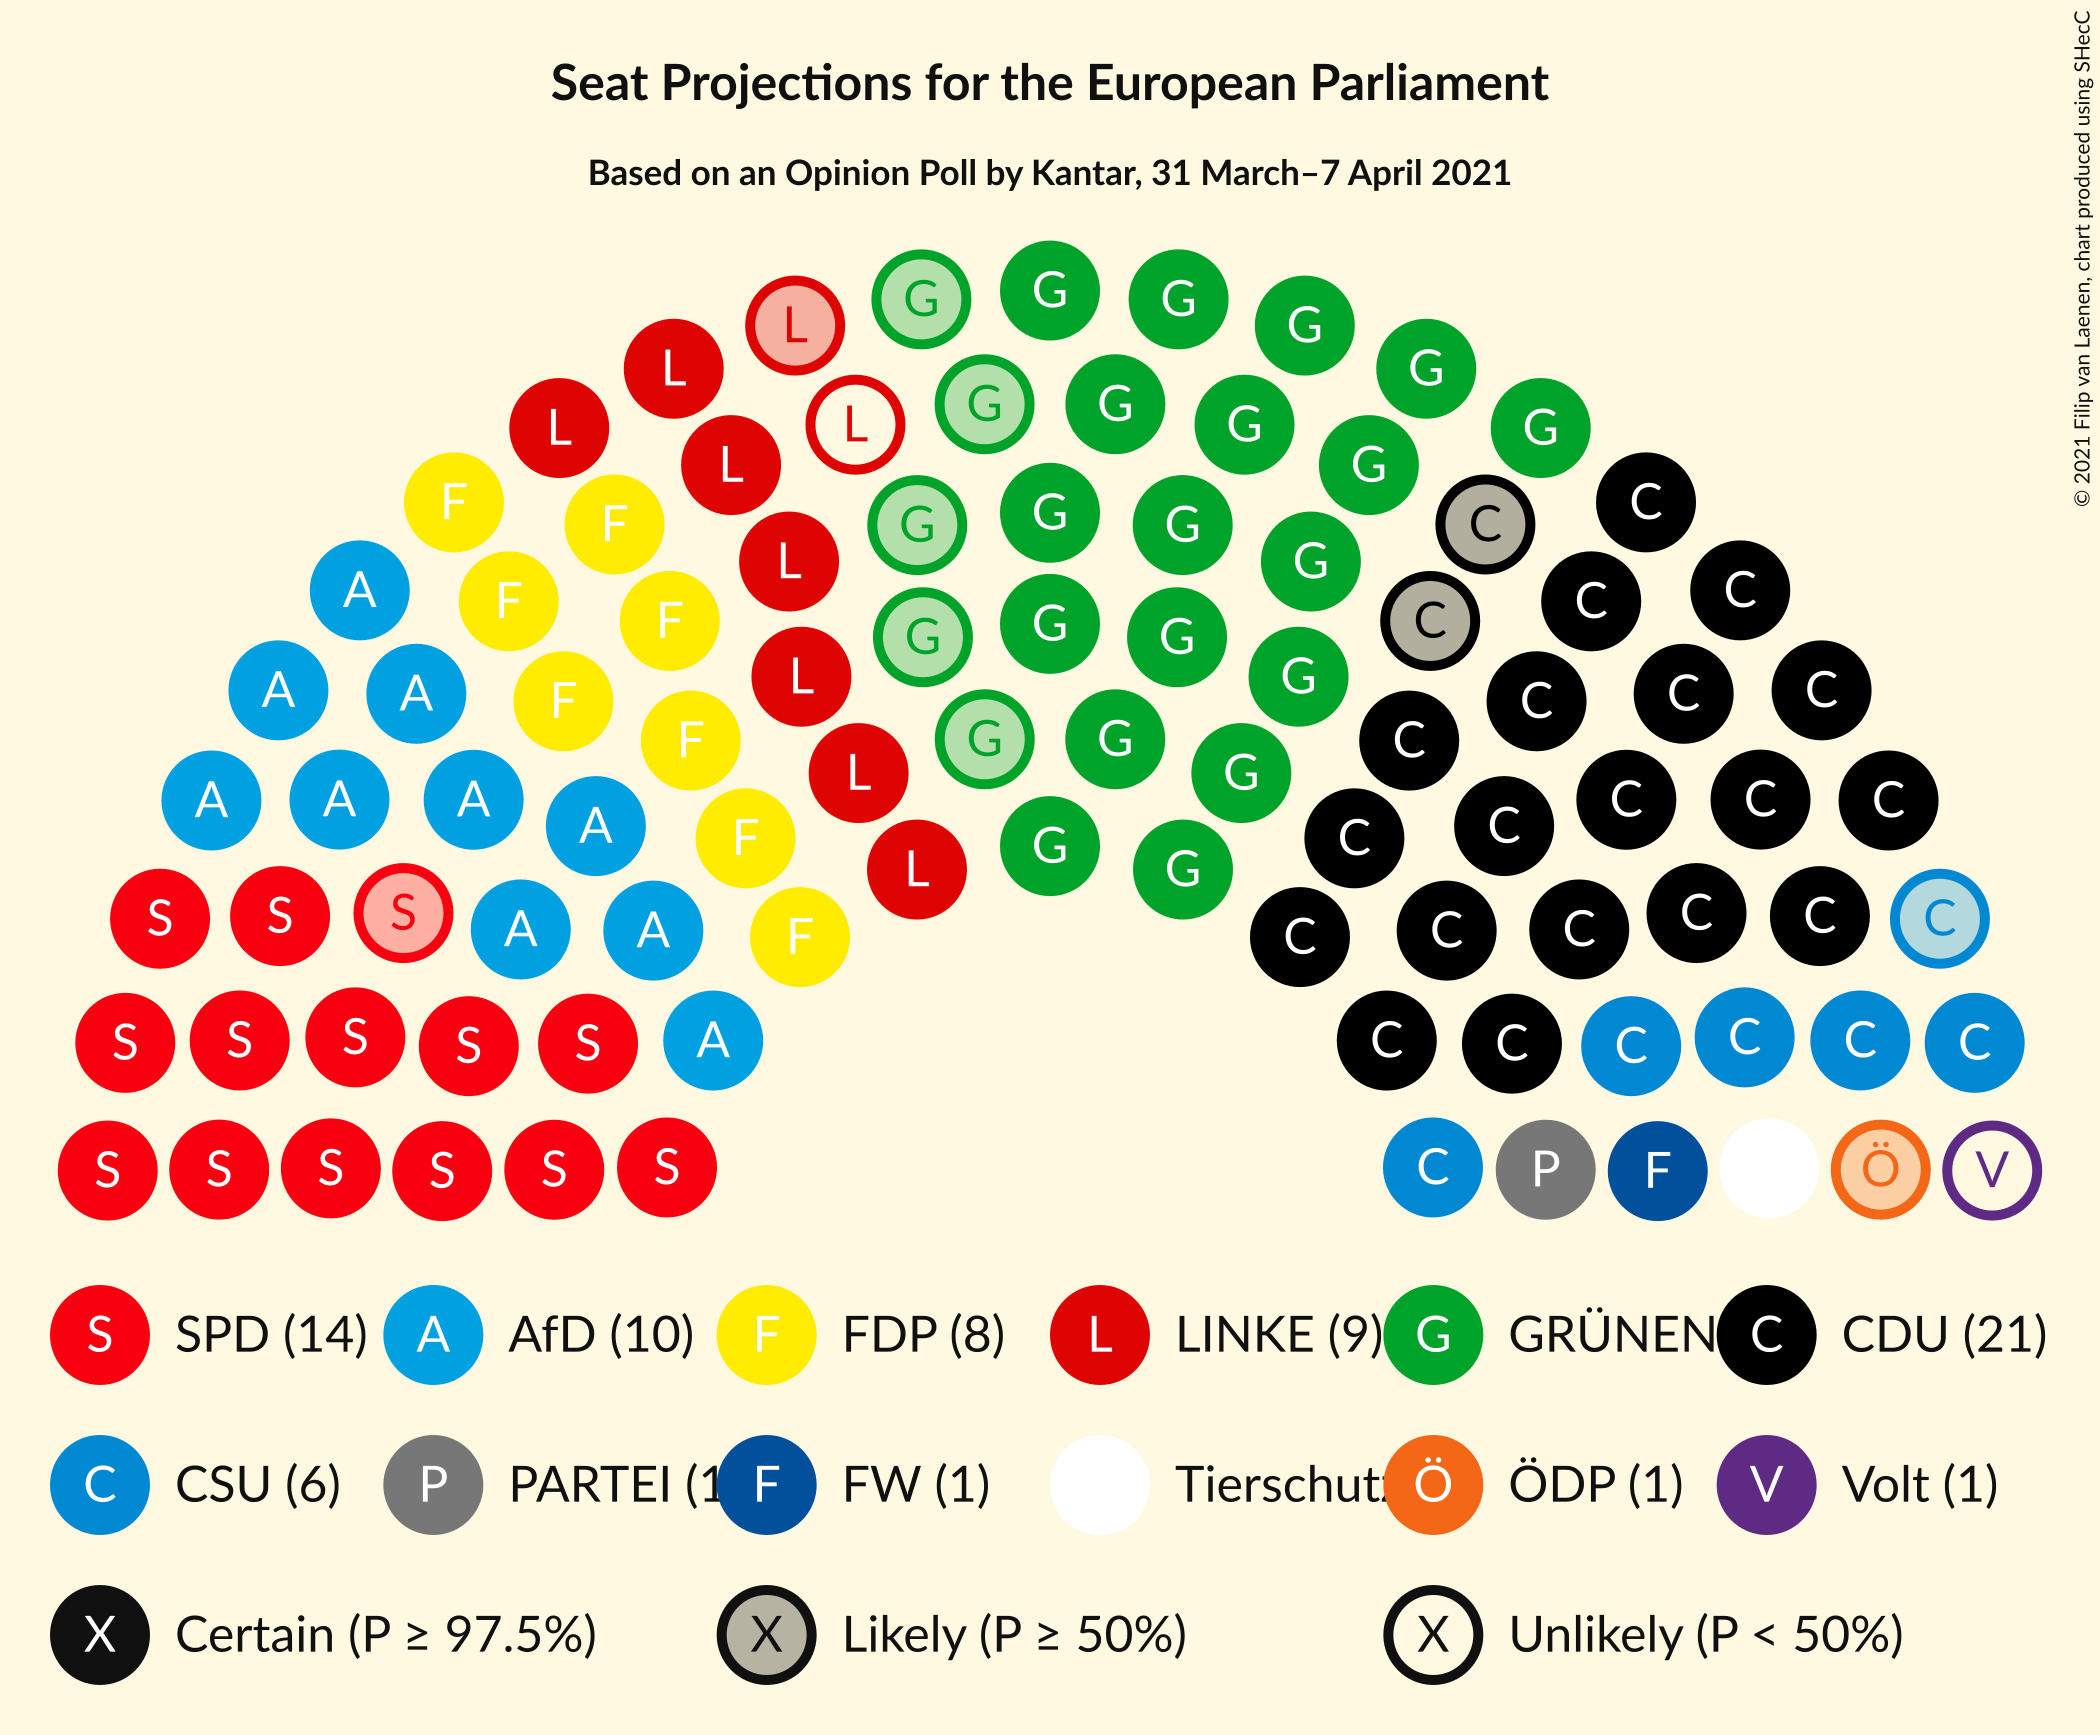 Seat Projections for the European Parliament
Based on an Opinion Poll by Kantar, 31 March–7 April 2021
© 2021 Filip van Laenen, chart produced using SHecC
G
G G
L G
L G
L G G
F L L G
G G
L G
F C
F L G G C
G G C
A F L G C
F F G G C C
L G
A A F L G C C C
F G G C
F L G
A A A A F C C C C C
G
L G
S S S A A F C C C C C C
S S S S S A C C C C C C
S S S S S S C P F Ö V
S SPD (14) A AfD (10) F FDP (8) L LINKE (9) G GRÜNEN C CDU (21)
C CSU (6) P PARTEI (1 F FW (1) Tierschutz Ö ÖDP (1) V Volt (1)
X Certain (P ≥ 97.5%) X Likely (P ≥ 50%) X Unlikely (P < 50%)